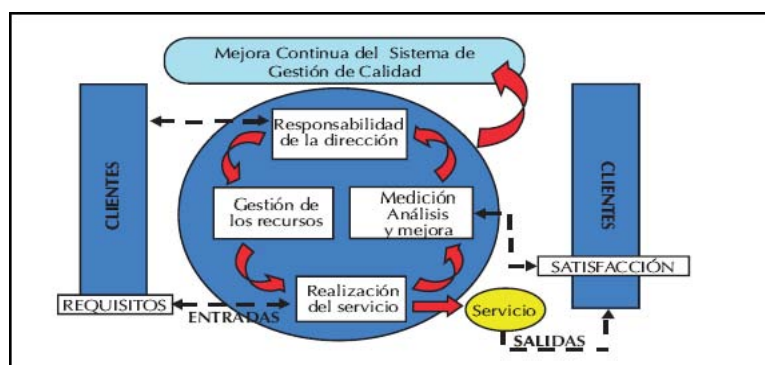 Mejora Continua del Sistema de
Gestión de Calidad
CLIENTES
Responsabilidad
de la dirección
Gestión de
los recursos
Medición
Análisis
y mejora
CLIENTES
SATISFACCIÓN
REQUISITOS
ENTRADAS
Realización
del servicio
Servicio
SALIDAS